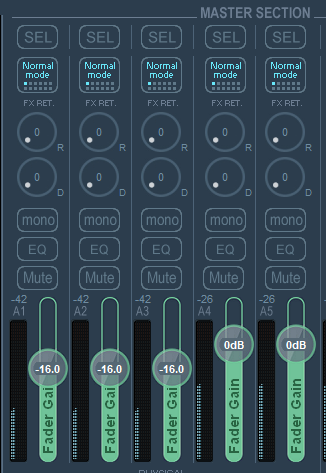 MASTER SECTION
SEL SEL SEL SEL SEL
Normal mode Normal mode Normal mode Normal mode Normal mode
FX RET. FX RET. FX RET. FX RET. FX RET.
0 R 0 R 0 R 0 R 0 R
0 D 0 D 0 D 0 D 0 D
mono mono mono mono mono
EQ EQ EQ EQ EQ
Mute Mute Mute Mute Mute
-42 -42 -42 -26 -26
A1 A2 A3 A4 A5
-16.0 -16.0 -16.0 0dB 0dB
Fader Gain Fader Gain Fader Gain Fader Gain Fader Gain
PHYSICAL